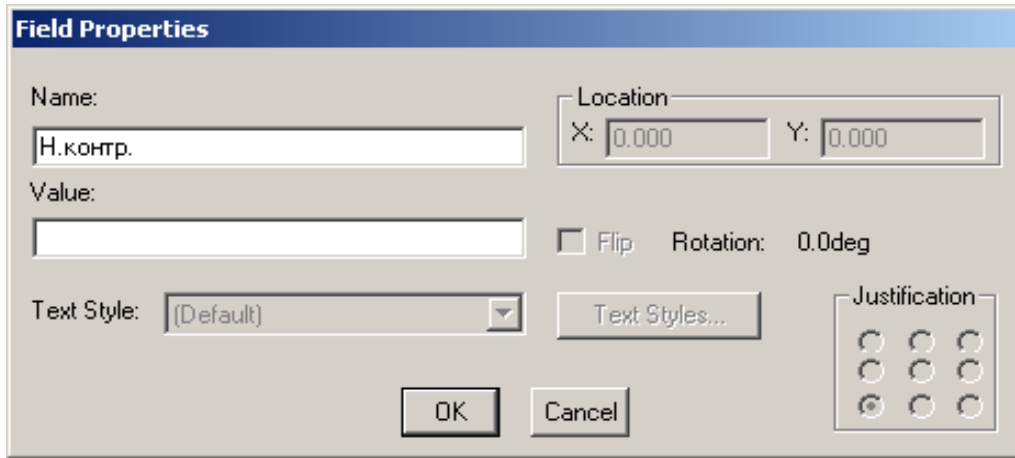 Field Properties
Name:
Location
Н.контр.
X: 0.000 Y: 0.000
Value:
Flip Rotation: 0.0deg
Text Style: (Default) Text Styles...
Justification
OK Cancel